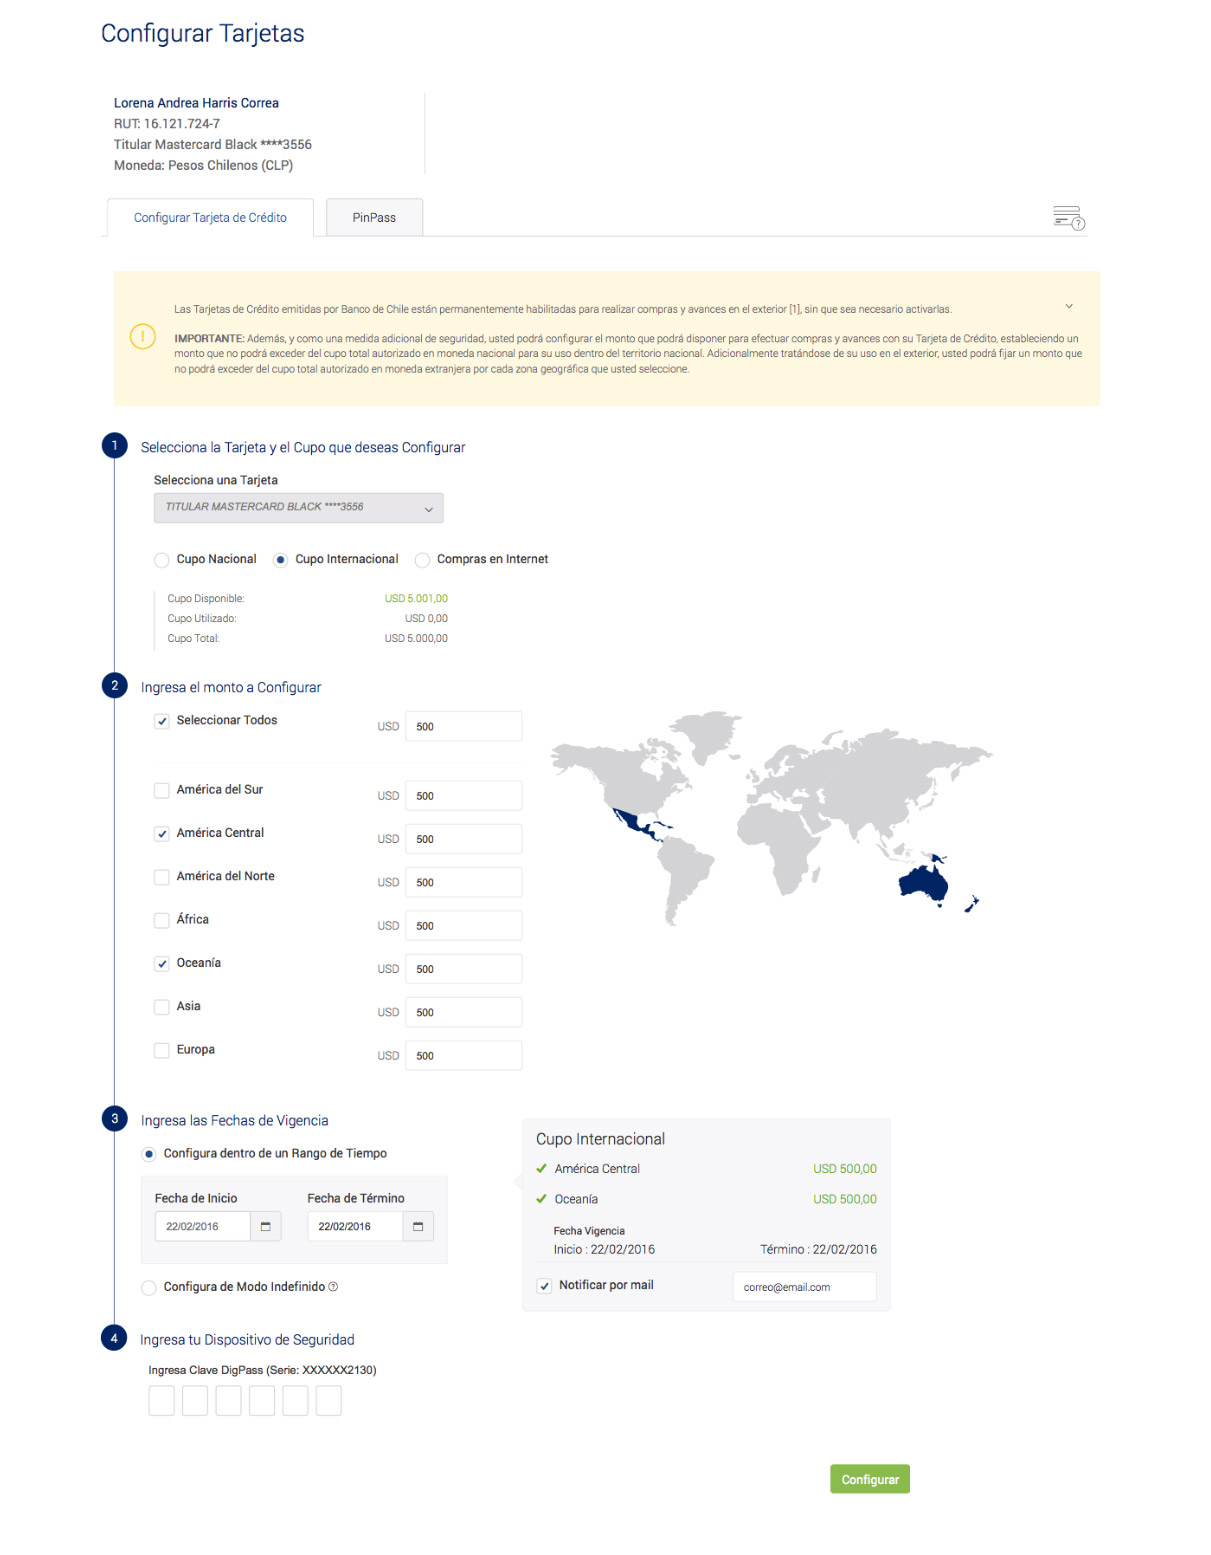 Configurar Tarjetas
Lorena Andrea Harris Correa
RUT: 16.121.724-7
Titular Mastercard Black ****3556
Moneda: Pesos Chilenos (CLP)
Configurar Tarjeta de Crédito
PinPass
?
!
Las Tarjetas de Crédito emitidas por Banco de Chile están permanentemente habilitadas para realizar compras y avances en el exterior [1], sin que sea necesario activarlas.
IMPORTANTE: Además, y como una medida adicional de seguridad, usted podrá configurar el monto que podrá disponer para efectuar compras y avances con su Tarjeta de Crédito, estableciendo un
monto que no podrá exceder del cupo total autorizado en moneda nacional para su uso dentro del territorio nacional. Adicionalmente tratándose de su uso en el exterior, usted podrá fijar un monto que
no podrá exceder del cupo total autorizado en moneda extranjera por cada zona geográfica que usted seleccione.
1 Selecciona la Tarjeta y el Cupo que deseas Configurar
Selecciona una Tarjeta
TITULAR MASTERCARD BLACK ****3556
Cupo Nacional Cupo Internacional Compras en Internet
Cupo Disponible: USD 5.001,00
Cupo Utilizado: USD 0,00
Cupo Total: USD 5.000,00
2 Ingresa el monto a Configurar
Seleccionar Todos USD 500
América del Sur USD 500
América Central USD 500
América del Norte USD 500
África USD 500
Oceanía USD 500
Asia USD 500
Europa USD 500
3 Ingresa las Fechas de Vigencia
Configura dentro de un Rango de Tiempo
Fecha de Inicio Fecha de Término
22/02/2016 22/02/2016
Configura de Modo Indefinido ?
Cupo Internacional
América Central USD 500,00
Oceanía USD 500,00
Fecha Vigencia
Inicio : 22/02/2016 Término : 22/02/2016
Notificar por mail correo@email.com
4 Ingresa tu Dispositivo de Seguridad
Ingresa Clave DigPass (Serie: XXXXXX2130)
Configurar